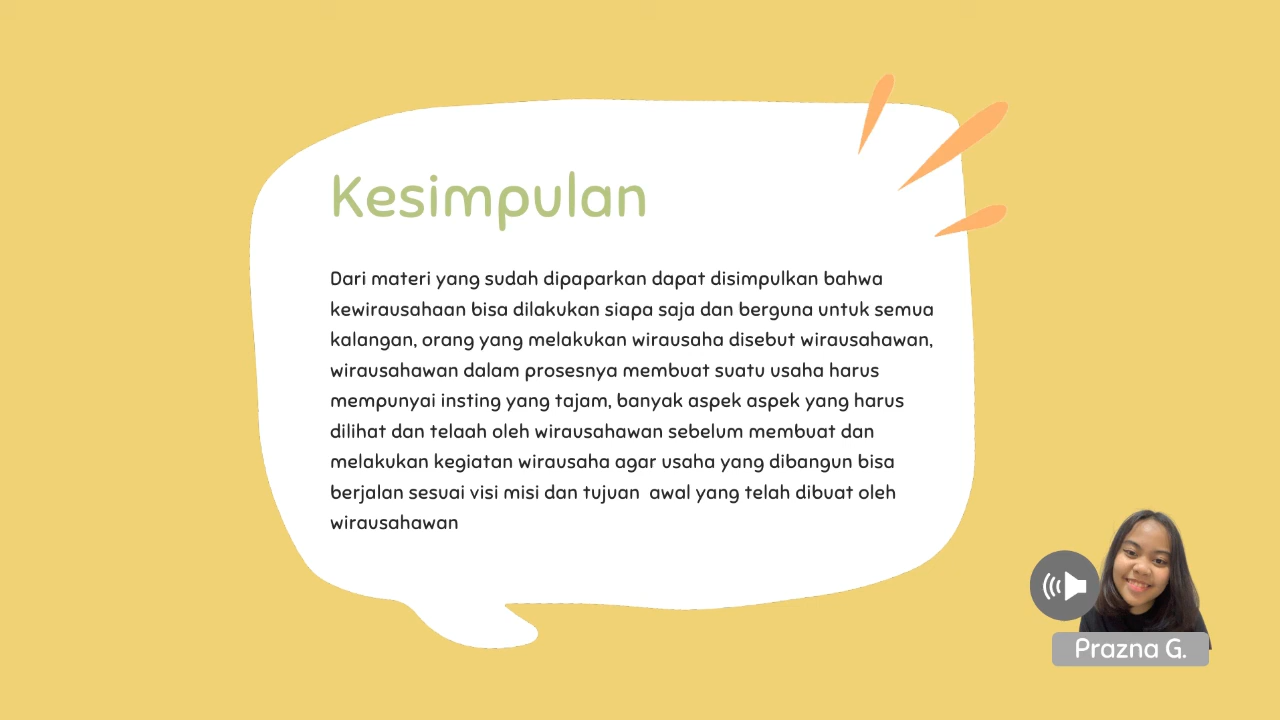 Kesimpulan
Dari materi yang sudah dipaparkan dapat disimpulkan bahwa
kewirausahaan bisa dilakukan siapa saja dan berguna untuk semua
kalangan, orang yang melakukan wirausaha disebut wirausahawan,
wirausahawan dalam prosesnya membuat suatu usaha harus
mempunyai insting yang tajam, banyak aspek aspek yang harus
dilihat dan telaah oleh wirausahawan sebelum membuat dan
melakukan kegiatan wirausaha agar usaha yang dibangun bisa
berjalan sesuai visi misi dan tujuan  awal yang telah dibuat oleh
wirausahawan
Prazna G.